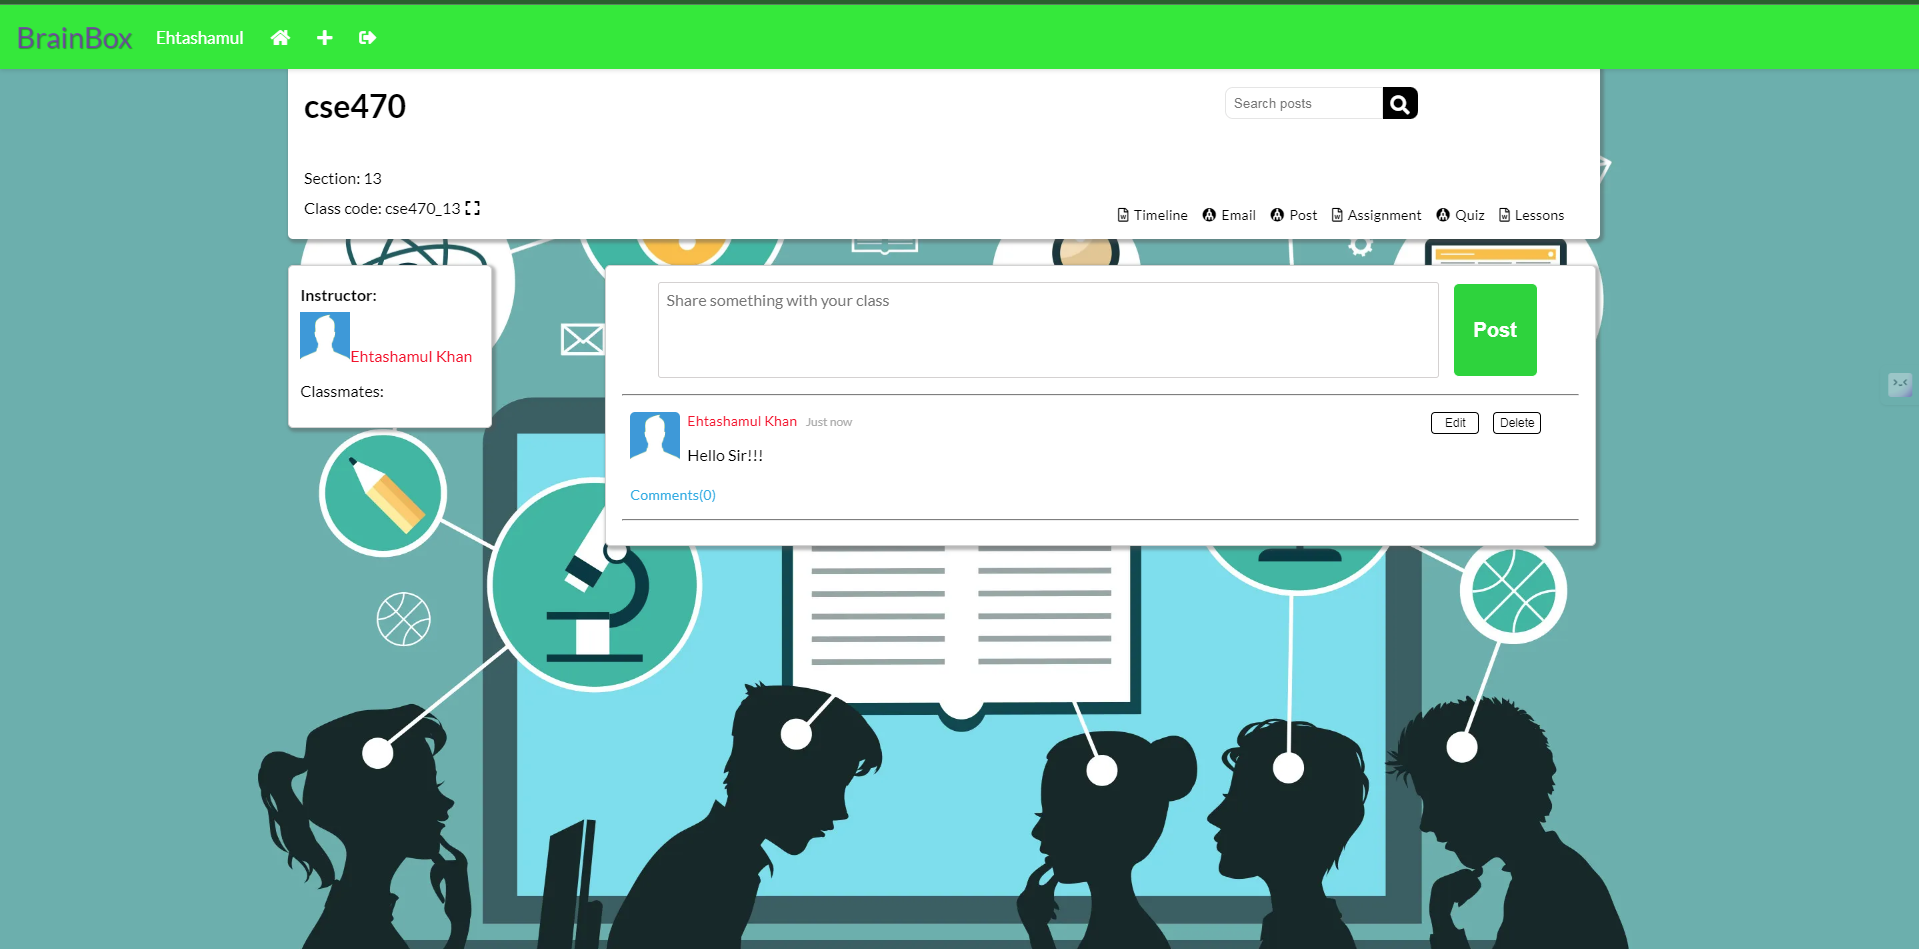 BrainBox Ehtashamul
cse470
Search posts
Section: 13
Class code: cse470_13
Timeline Email Post Assignment Quiz Lessons
Instructor:
Ehtashamul Khan
Classmates:
Share something with your class
Post
Ehtashamul Khan Just now
Edit Delete
Hello Sir!!!
Comments(0)